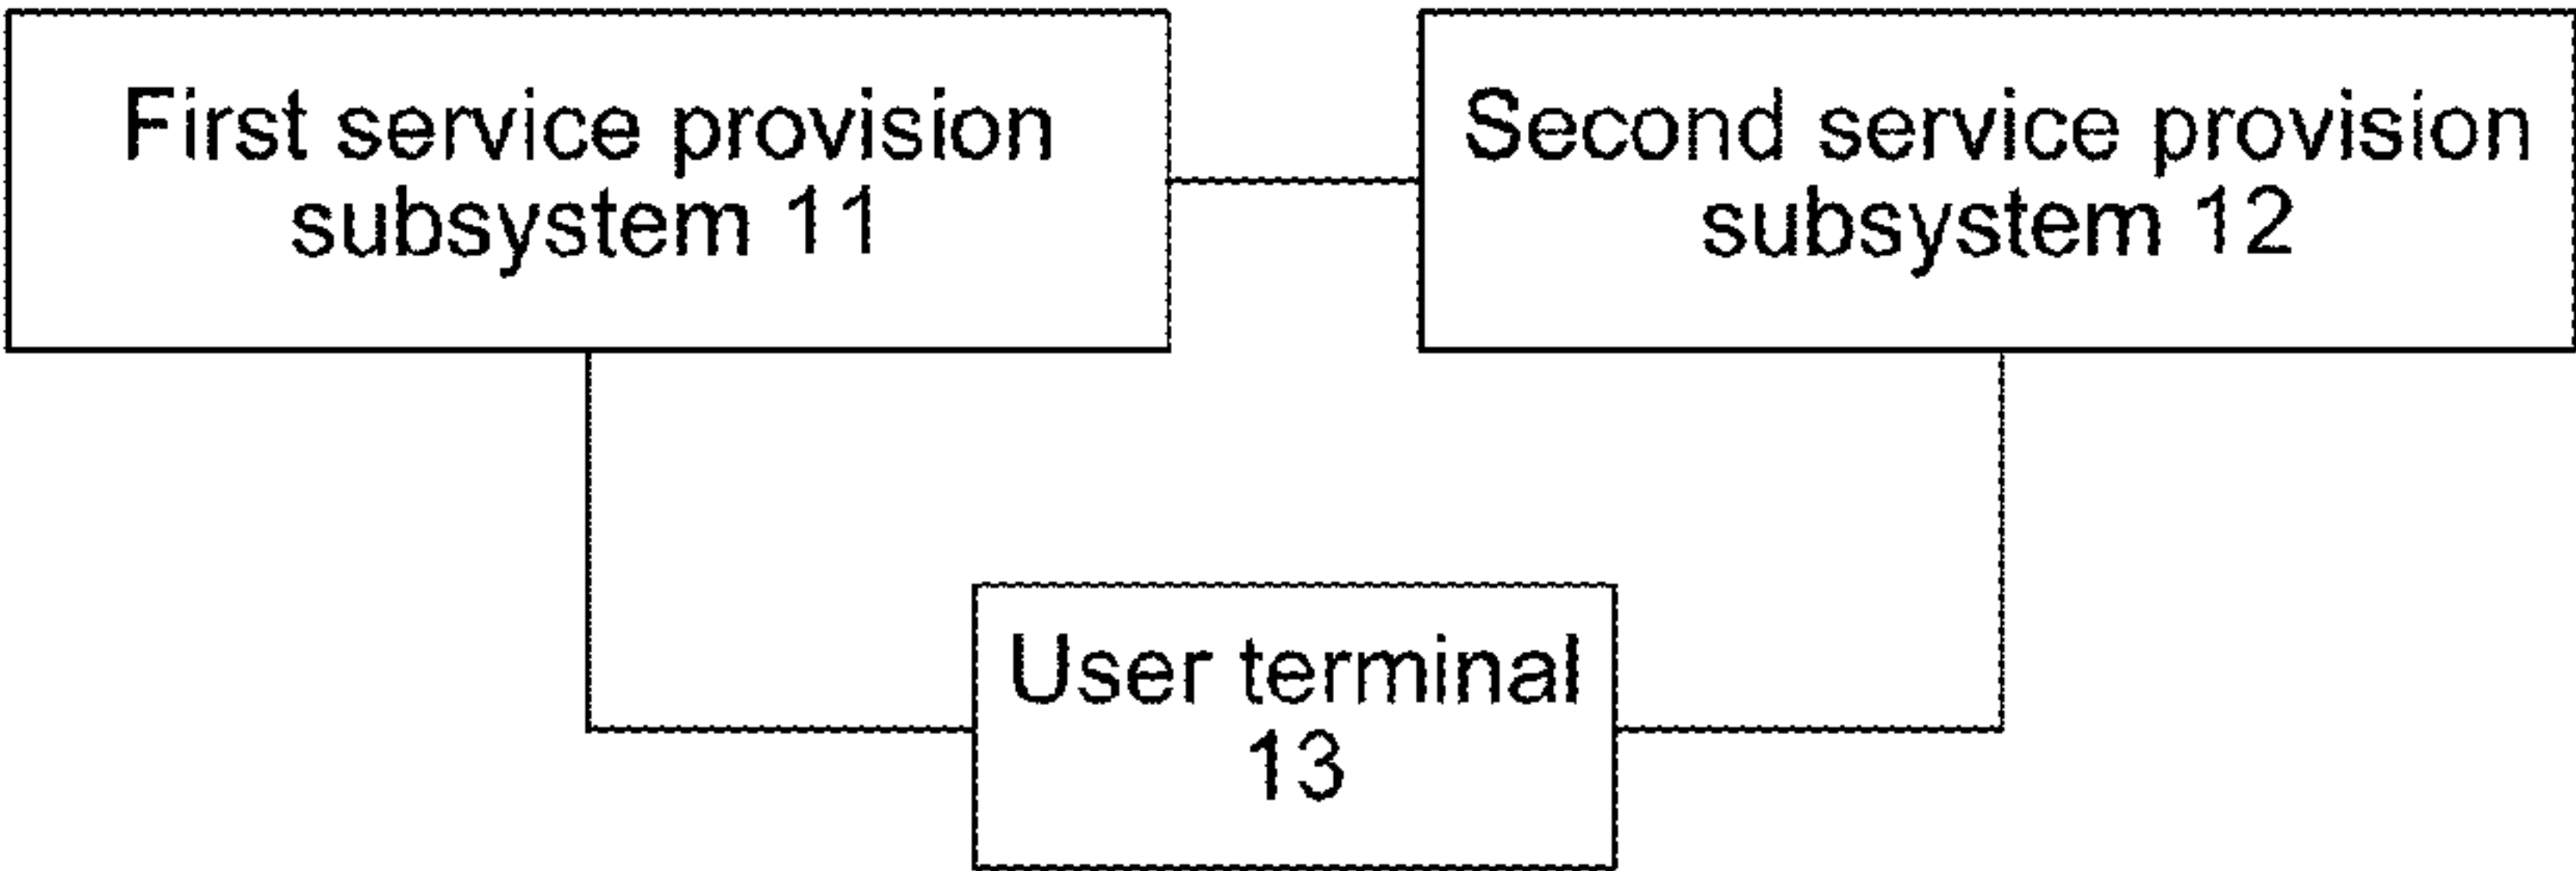 First service provision
subsystem 11
Second service provision
subsystem 12
User terminal
13